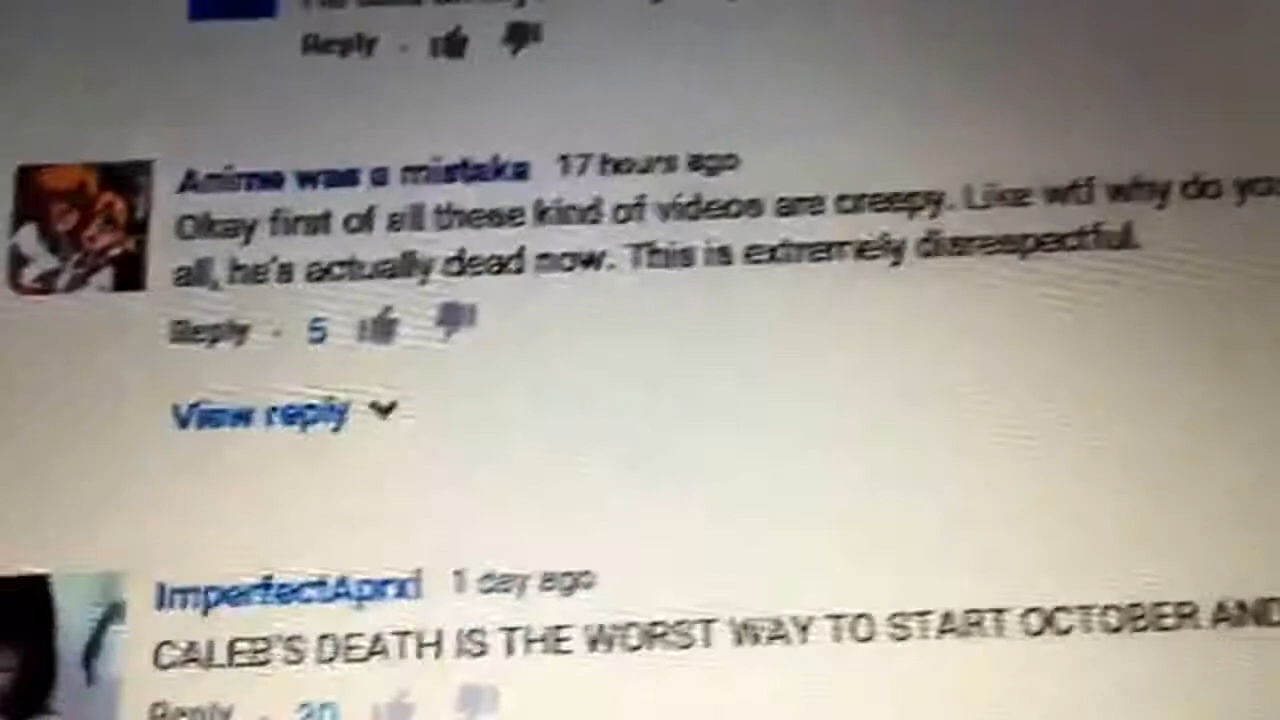 Reply
Anime was a mistake 17 hours ago
Okay first of all these kind of videos are creepy. Like wtf why do you
all, he's actually dead now. This is extremely disrespectful.
Reply · 5
View reply
1 day ago
CALEB'S DEATH IS THE WORST WAY TO START OCTOBER AND
Reply · 20